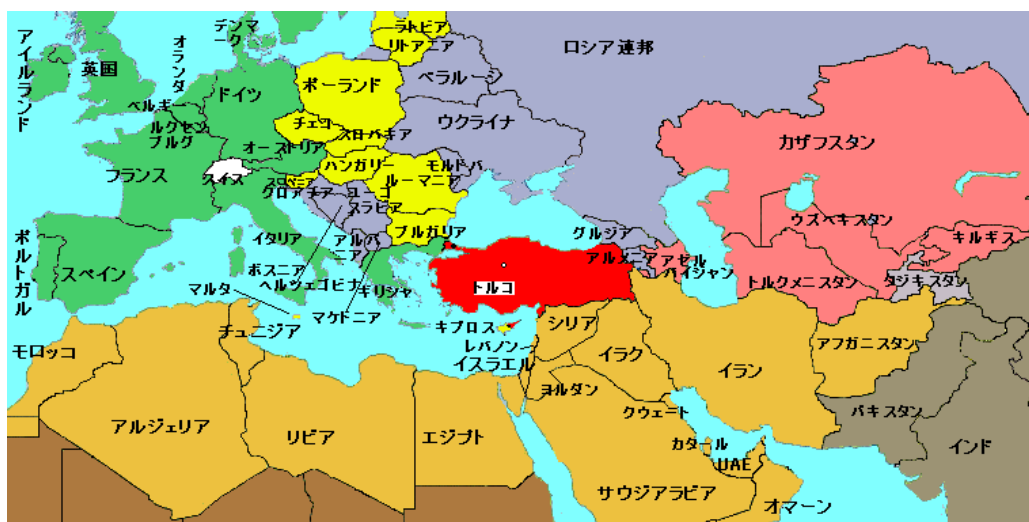 アイルランド
英国
オランダ
デンマ
ーク
ラトビア
リトアニア
ロシア連邦
ベラルーシ
ポーランド
ドイツ
ベルギー
ルクセン
ブルグ
チェコ
スロバキア
ウクライナ
オーストリア
カザフスタン
フランス
スイス
ハンガリー
モルドバ
ルーマニア
スロベニア
クロアチア
ユーゴ
スラビア
ウズベキスタン
ブルガリア
グルジア
キルギス
イタリア
アルバ
ニア
アルメニア
アゼル
バイジャン
ポルトガル
スペイン
ボスニア
ヘルツェゴビナ
ギリシャ
トルコ
トルクメニスタン
タジキスタン
マルタ
マケドニア
キプロス
シリア
チュニジア
レバノン
イスラエル
イラク
アフガニスタン
モロッコ
イラン
ヨルダン
クウェート
パキスタン
アルジェリア
リビア
エジプト
カタール
インド
UAE
サウジアラビア
オマーン